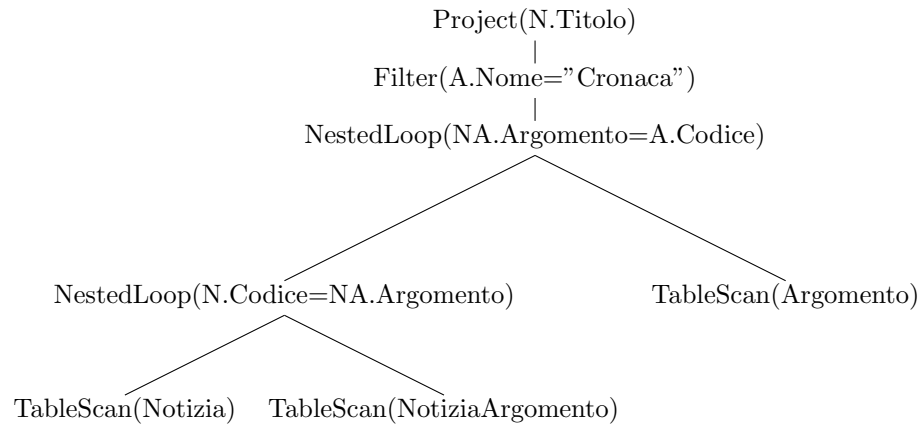 Project(N.Titolo)
Filter(A.Nome=”Cronaca”)
NestedLoop(NA.Argomento=A.Codice)
NestedLoop(N.Codice=NA.Argomento)
TableScan(Argomento)
TableScan(Notizia)
TableScan(NotiziaArgomento)